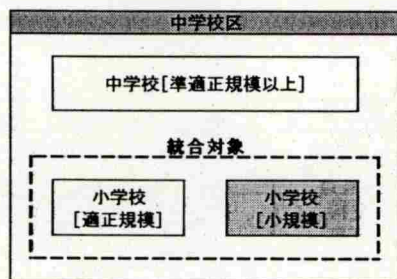 中学校区
中学校[準適正規模以上]
統合対象
小学校
[適正規模]
小学校
[小規模]